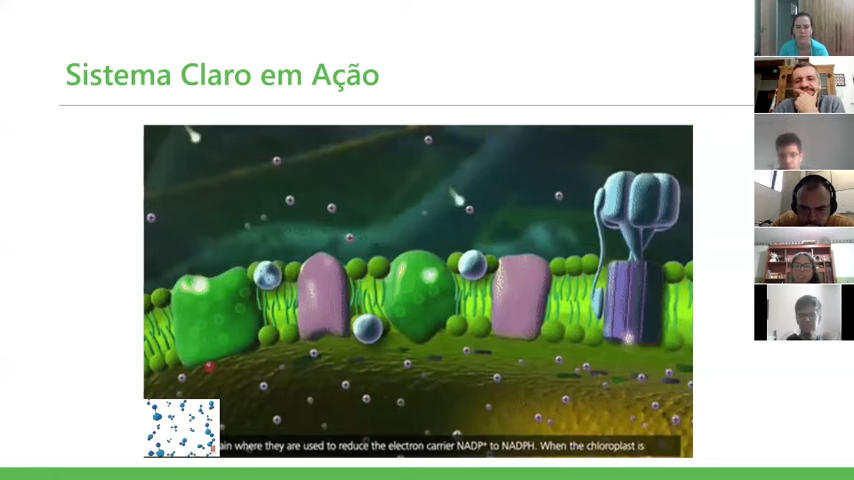 Sistema Claro em Ação
ain where they are used to reduce the electron carrier NADP⁺ to NADPH. When the chloroplast is